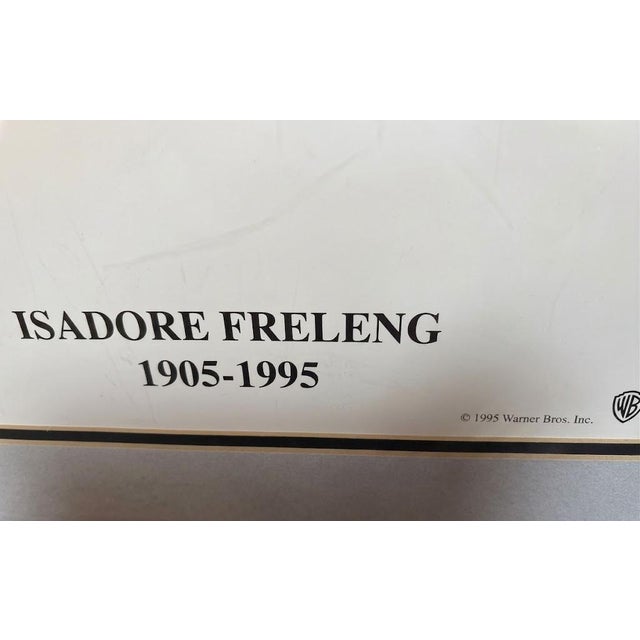 ISADORE FRELENG
1905-1995
© 1995 Warner Bros. Inc.
WB